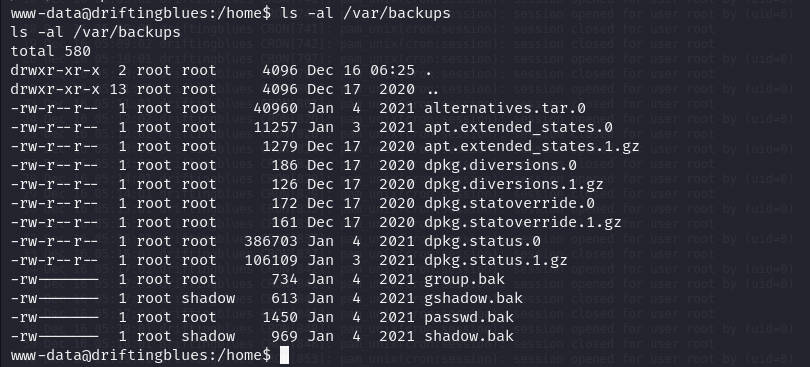 www-data@driftingblues:/home$ ls -al /var/backups
ls -al /var/backups
total 580
drwxr-xr-x  2 root root     4096 Dec 16 06:25 .
drwxr-xr-x 13 root root     4096 Dec 17  2020 ..
-rw-r--r--  1 root root    40960 Jan  4  2021 alternatives.tar.0
-rw-r--r--  1 root root    11257 Jan  3  2021 apt.extended_states.0
-rw-r--r--  1 root root     1279 Dec 17  2020 apt.extended_states.1.gz
-rw-r--r--  1 root root      186 Dec 17  2020 dpkg.diversions.0
-rw-r--r--  1 root root      126 Dec 17  2020 dpkg.diversions.1.gz
-rw-r--r--  1 root root      172 Dec 17  2020 dpkg.statoverride.0
-rw-r--r--  1 root root      161 Dec 17  2020 dpkg.statoverride.1.gz
-rw-r--r--  1 root root   386703 Jan  4  2021 dpkg.status.0
-rw-r--r--  1 root root   106109 Jan  3  2021 dpkg.status.1.gz
-rw-------  1 root root      734 Jan  4  2021 group.bak
-rw-------  1 root shadow    613 Jan  4  2021 gshadow.bak
-rw-------  1 root root     1450 Jan  4  2021 passwd.bak
-rw-------  1 root shadow    969 Jan  4  2021 shadow.bak
www-data@driftingblues:/home$